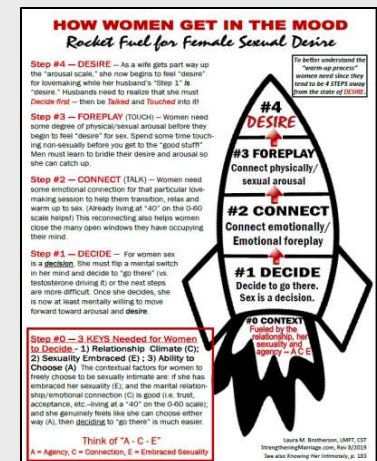 HOW WOMEN GET IN THE MOOD
Rocket Fuel for Female Sexual Desire
Step #4 – DESIRE – As a wife gets part way up
the "arousal scale," she now begins to feel "desire"
for lovemaking while her husband's "Step 1" is
"desire." Husbands need to realize that she must
Decide first – then be Talked and Touched into it!
Step #3 – FOREPLAY (TOUCH) – Women need
some degree of physical/sexual arousal before they
begin to feel "desire" for sex. Spend some time touch-
ing non-sexually before you get to the "good stuff!"
Men must learn to bridle their desire and arousal so
she can catch up.
Step #2 – CONNECT (TALK) – Women need
some emotional connection for that particular love-
making session to help them transition, relax and
warm up to sex. (Already living at "40" on the 0-60
scale helps!) This reconnecting also helps women
close the many open windows they have occupying
their mind.
Step #1 – DECIDE – For women sex
is a decision. She must flip a mental switch
in her mind and decide to "go there" (vs.
testosterone driving it) or the next steps
are more difficult. Once she decides, she
is now at least mentally willing to move
forward toward arousal and desire.
Step #0 – 3 KEYS Needed for Women
to Decide - 1) Relationship Climate (C);
2) Sexuality Embraced (E) ; 3) Ability to
Choose (A) The contextual factors for women to
freely choose to be sexually intimate are: if she has
embraced her sexuality (E); and the marital relation-
ship/emotional connection (C) is good (i.e. trust,
acceptance, etc.–living at a "40" on the 0-60 scale);
and she genuinely feels like she can choose either
way (A), then deciding to "go there" is much easier.
Think of "A - C - E"
A = Agency, C = Connection, E = Embraced Sexuality
To better understand the
"warm-up process"
women need since they
tend to be 4 STEPS away
from the state of DESIRE.
#4
DESIRE
#3 FOREPLAY
Connect physically/
sexual arousal
#2 CONNECT
Connect emotionally/
Emotional foreplay
#1 DECIDE
Decide to go there.
Sex is a decision.
#0 CONTEXT
Fueled by the
relationship, her
sexuality and
agency -- A C E
Laura M. Brotherson, LMFT, CST
StrengtheningMarriage.com, Rev 8/2019
See also Knowing Her Intimately, p. 183